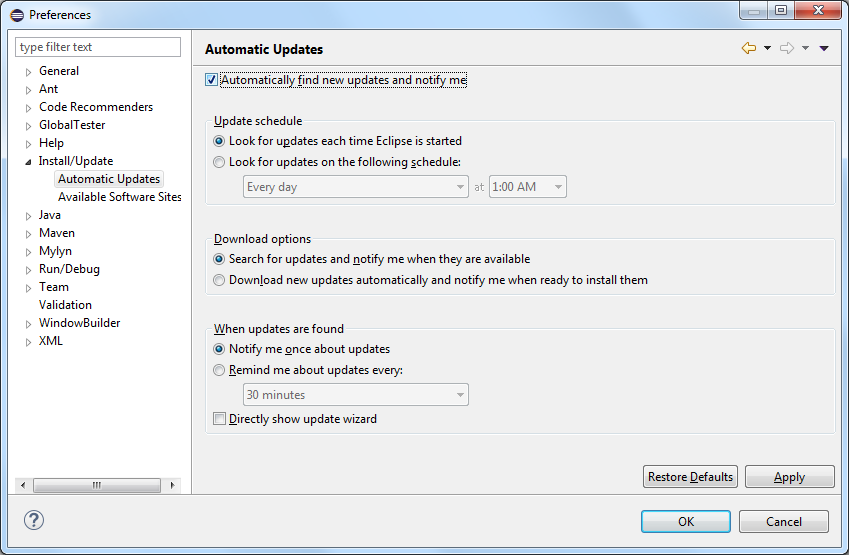 Preferences
type filter text
General
Ant
Code Recommenders
GlobalTester
Help
Install/Update
Automatic Updates
Available Software Sites
Java
Maven
Mylyn
Run/Debug
Team
Validation
WindowBuilder
XML
Automatic Updates
Automatically find new updates and notify me
Update schedule
Look for updates each time Eclipse is started
Look for updates on the following schedule:
Every day at 1:00 AM
Download options
Search for updates and notify me when they are available
Download new updates automatically and notify me when ready to install them
When updates are found
Notify me once about updates
Remind me about updates every:
30 minutes
Directly show update wizard
Restore Defaults Apply
? OK Cancel